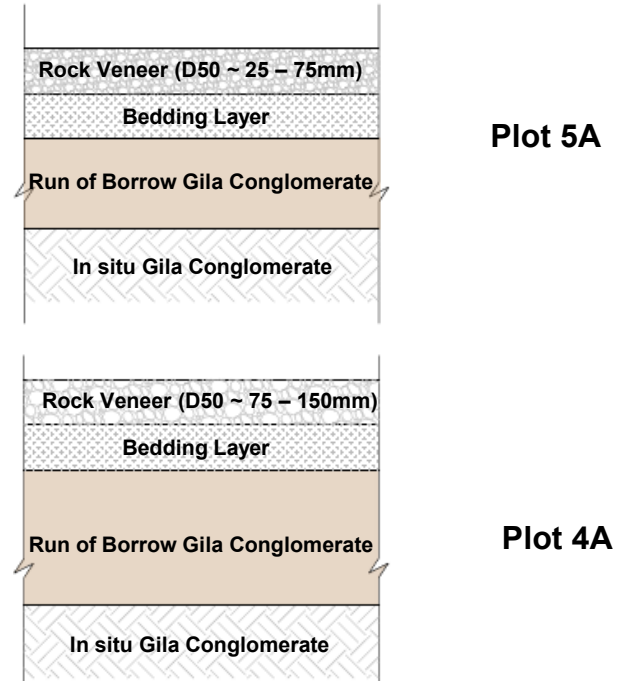 Rock Veneer (D50 ~ 25 – 75mm)
Bedding Layer
Run of Borrow Gila Conglomerate
In situ Gila Conglomerate
Plot 5A
Rock Veneer (D50 ~ 75 – 150mm)
Bedding Layer
Run of Borrow Gila Conglomerate
In situ Gila Conglomerate
Plot 4A